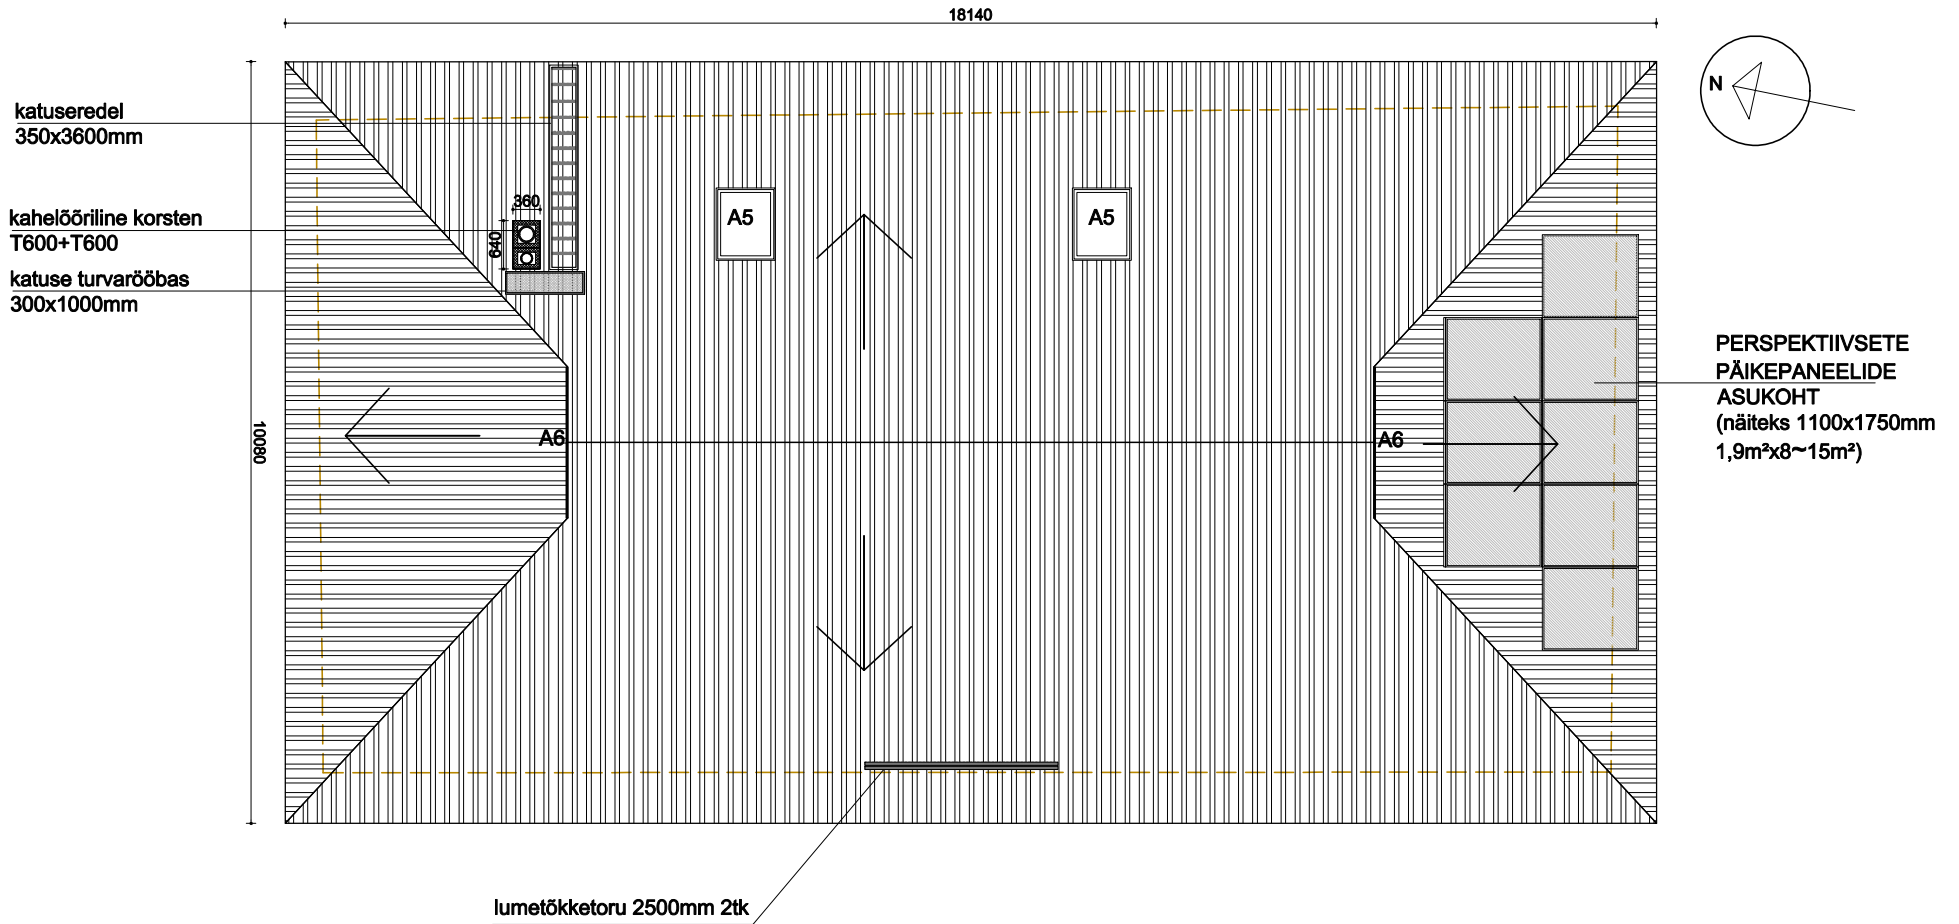 18140
N
katuseredel
350x3600mm
kahelõõriline korsten
T600+T600
katuse turvarööbas
300x1000mm
360
640
A5
A5
10080
A6
A6
PERSPEKTIIVSETE
PÄIKEPANEELIDE
ASUKOHT
(näiteks 1100x1750mm
1,9m²x8~15m²)
lumetõkketoru 2500mm 2tk